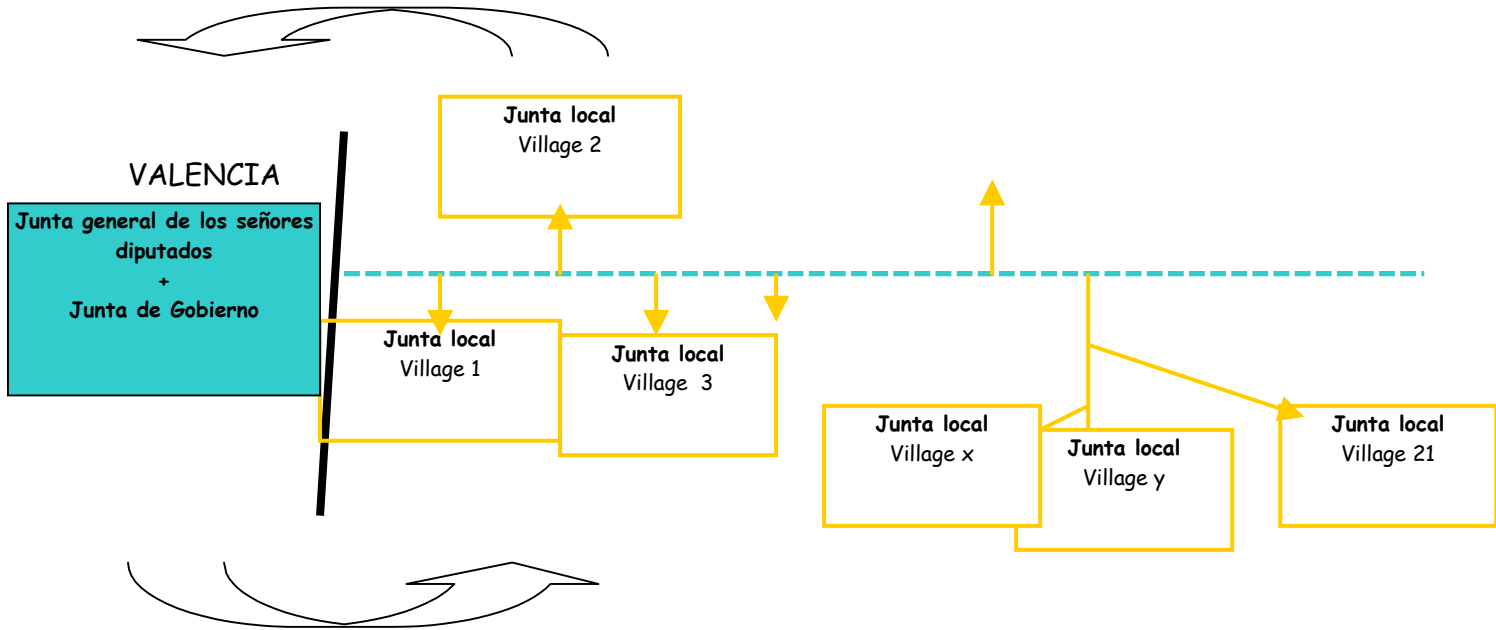 Junta local
Village 2
VALENCIA
Junta general de los señores
diputados
+
Junta de Gobierno
Junta local
Village 1
Junta local
Village 3
Junta local
Village x
Junta local
Village y
Junta local
Village 21